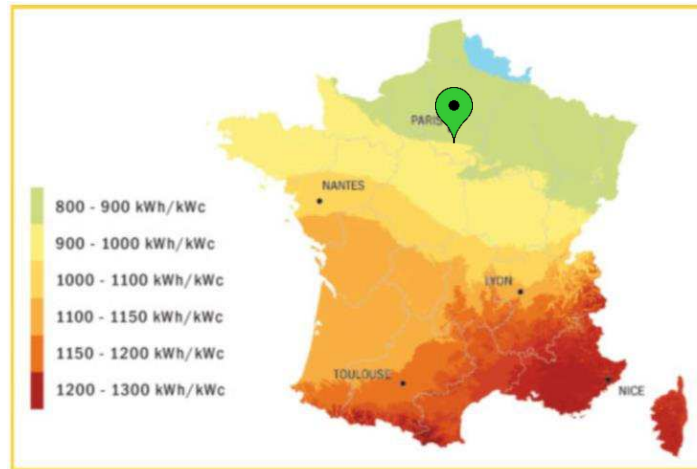 PARIS
NANTES
800 - 900 kWh/kWc
900 - 1000 kWh/kWc
1000 - 1100 kWh/kWc
LYON
1100 - 1150 kWh/kWc
1150 - 1200 kWh/kWc
TOULOUSE
1200 - 1300 kWh/kWc
NICE